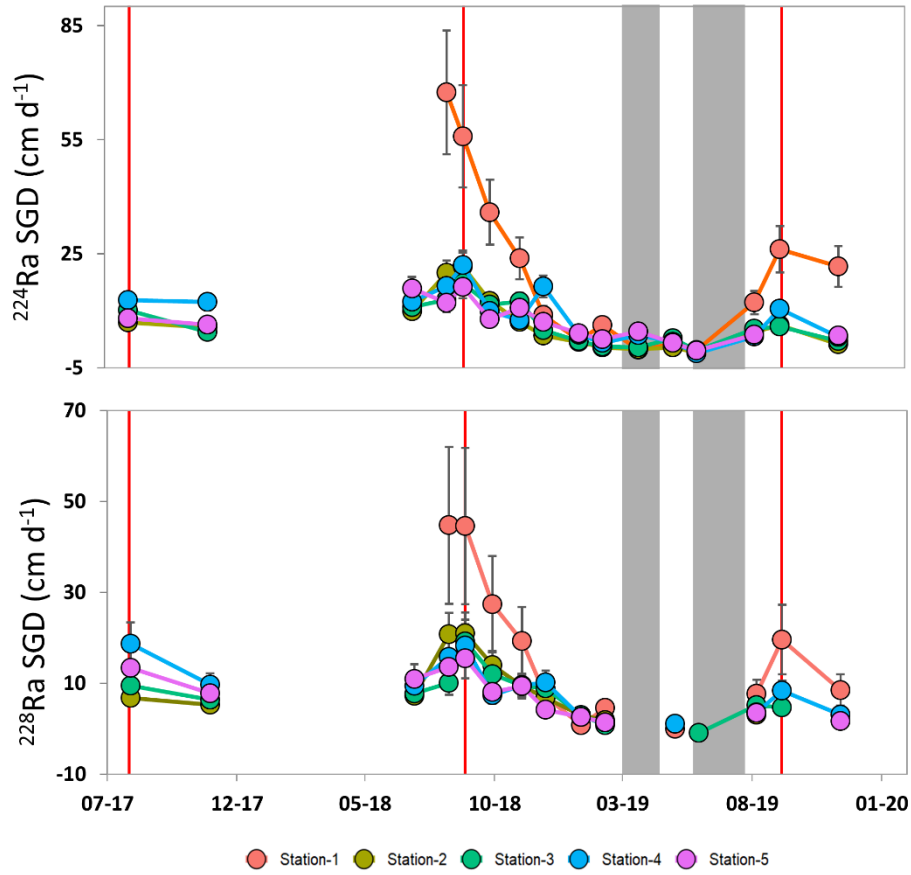 85
55
25
-5
²²⁴Ra SGD (cm d⁻¹)
70
50
30
10
-10
²²⁸Ra SGD (cm d⁻¹)
07-17 12-17 05-18 10-18 03-19 08-19 01-20
Station-1 Station-2 Station-3 Station-4 Station-5